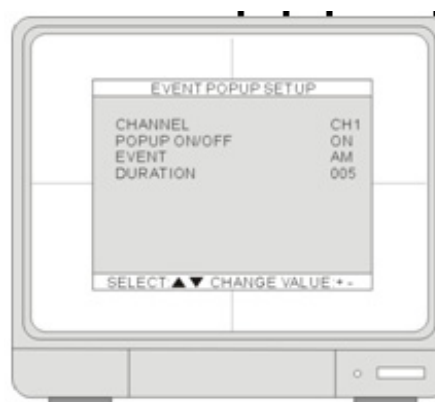 EVENT POPUP SETUP
CHANNEL CH1
POPUP ON/OFF ON
EVENT AM
DURATION 005
SELECT:▲▼ CHANGE VALUE:+ -